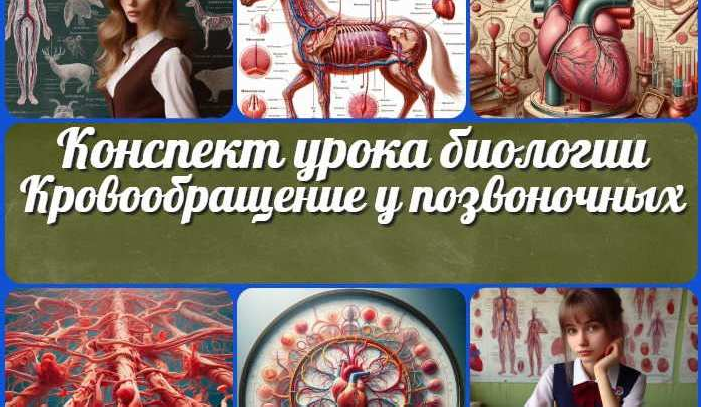 Конспект урока биологии
Кровообращение у позвоночных